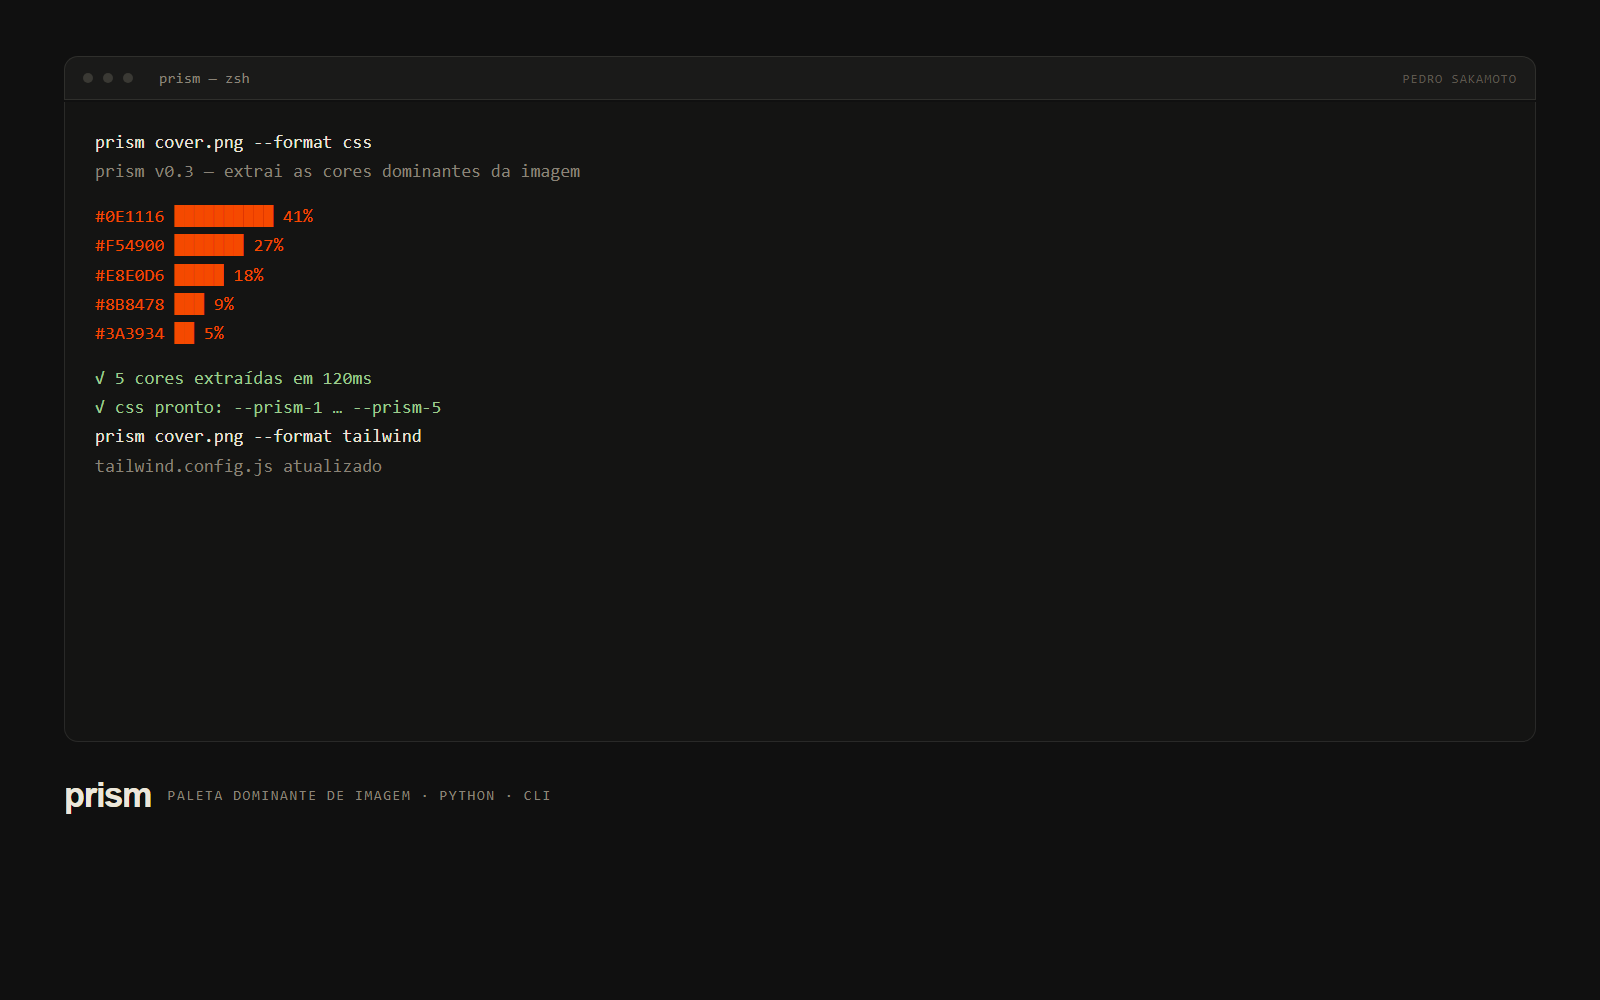 prism — zsh
PEDRO SAKAMOTO
prism cover.png --format css
prism v0.3 — extrai as cores dominantes da imagem
#0E1116 ██████████ 41%
#F54900 ███████ 27%
#E8E0D6 █████ 18%
#8B8478 ███ 9%
#3A3934 ██ 5%
√ 5 cores extraídas em 120ms
√ css pronto: --prism-1 … --prism-5
prism cover.png --format tailwind
tailwind.config.js atualizado
prism PALETA DOMINANTE DE IMAGEM · PYTHON · CLI